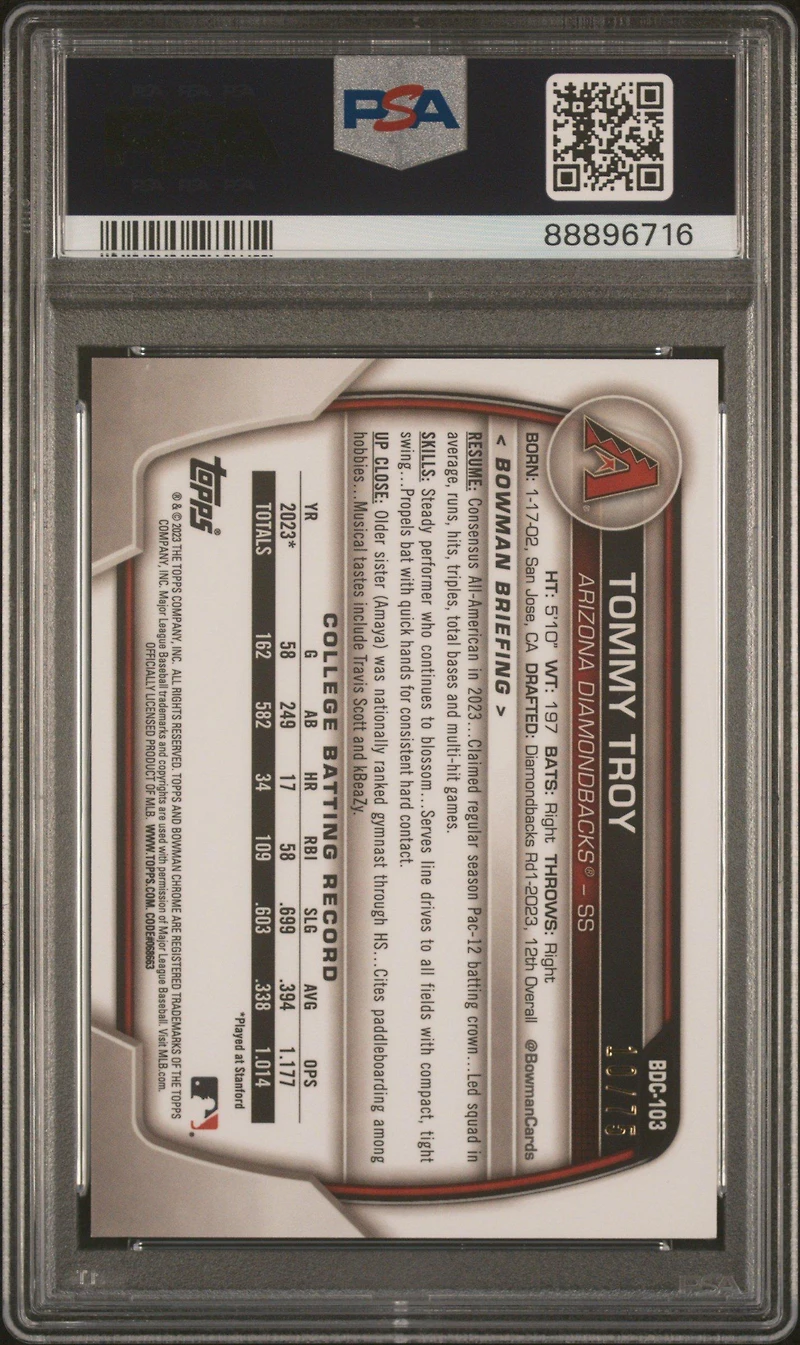 PSA
88896716
BDC-103
TOMMY TROY
10/75
ARIZONA DIAMONDBACKS® – SS
HT: 5'10" WT: 197 BATS: Right THROWS: Right
BORN: 1-17-02, San Jose, CA DRAFTED: Diamondbacks Rd1-2023, 12th Overall @BowmanCards
< BOWMAN BRIEFING >
RESUME: Consensus All-American in 2023...Claimed regular season Pac-12 batting crown...Led squad in
average, runs, hits, triples, total bases and multi-hit games.
SKILLS: Steady performer who continues to blossom...Serves line drives to all fields with compact, tight
swing...Propels bat with quick hands for consistent hard contact.
UP CLOSE: Older sister (Amaya) was nationally ranked gymnast through HS...Cites paddleboarding among
hobbies...Musical tastes include Travis Scott and kBeaZy.
COLLEGE BATTING RECORD
YR G AB HR RBI SLG AVG OPS
2023* 58 249 17 58 .699 .394 1.177
TOTALS 162 582 34 109 .603 .338 1.014
*Played at Stanford
topps®
® & © 2023 THE TOPPS COMPANY, INC. ALL RIGHTS RESERVED. TOPPS AND BOWMAN CHROME ARE REGISTERED TRADEMARKS OF THE TOPPS
COMPANY, INC. Major League Baseball trademarks and copyrights are used with permission of Major League Baseball. Visit MLB.com.
OFFICIALLY LICENSED PRODUCT OF MLB. WWW.TOPPS.COM. CODE#068663
PSA